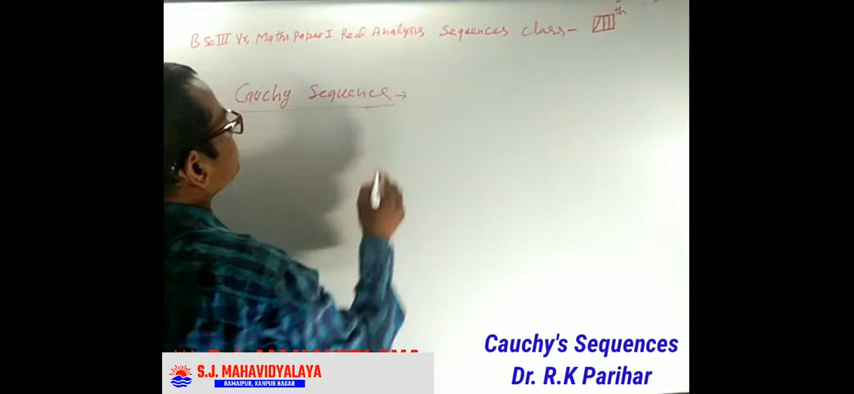 B Sc III Yr, Maths Paper I Real Analysis Sequences Class - VII th
Cauchy Sequence →
Cauchy's Sequences
Dr. R.K Parihar
S.J. MAHAVIDYALAYA
RAMAIPUR, KANPUR NAGAR